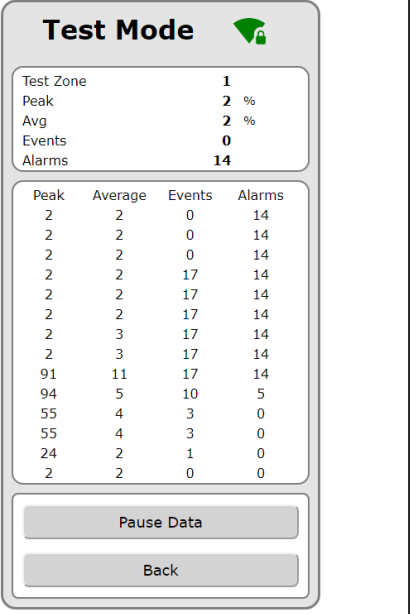 Test Mode
Test Zone 1
Peak 2 %
Avg 2 %
Events 0
Alarms 14
Peak Average Events Alarms
2 2 0 14
2 2 0 14
2 2 0 14
2 2 17 14
2 2 17 14
2 2 17 14
2 3 17 14
2 3 17 14
91 11 17 14
94 5 10 5
55 4 3 0
55 4 3 0
24 2 1 0
2 2 0 0
Pause Data
Back